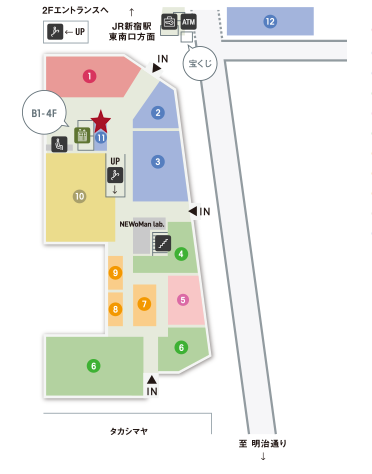 2Fエントランスへ
← UP
↑
JR新宿駅
東南口方面
ATM
宝くじ
12
IN
1
B1-4F
2
11
UP
↓
3
10
IN
NEWoMan lab.
4
9
5
8
7
6
6
IN
タカシマヤ
至 明治通り
↓